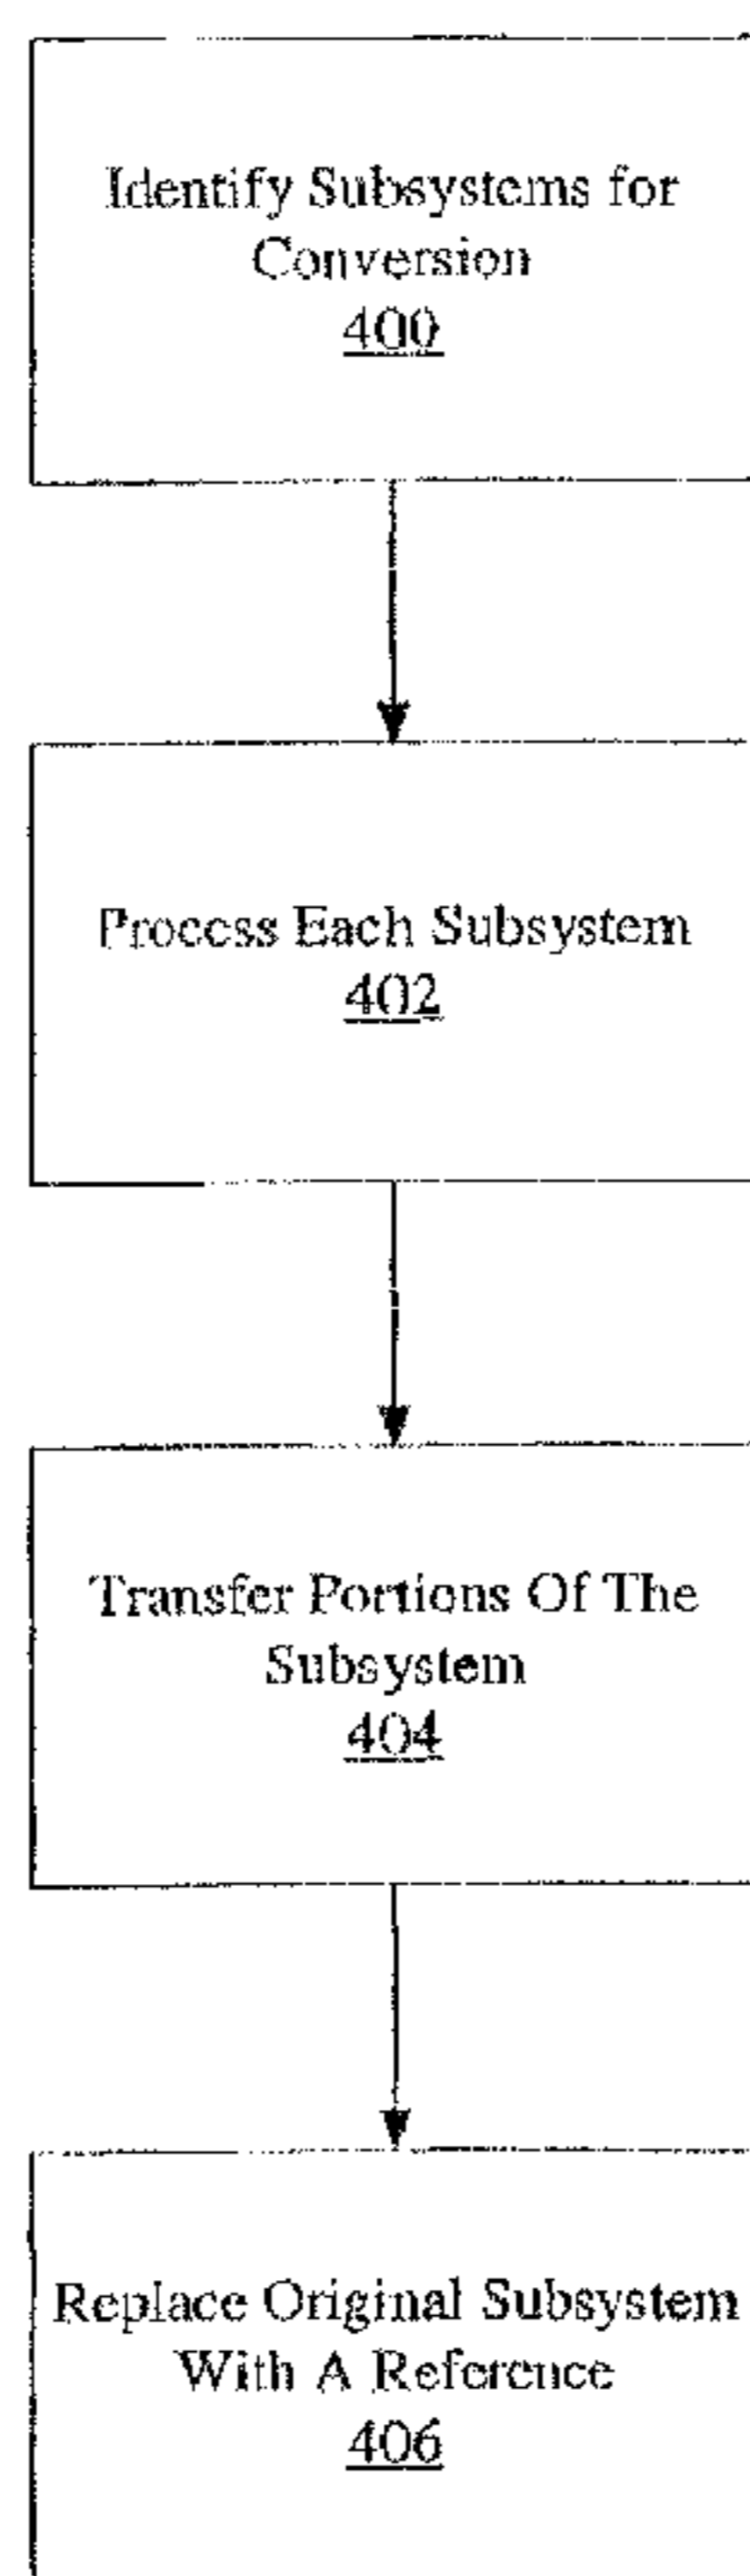 Identify Subsystems for
Conversion
400
Process Each Subsystem
402
Transfer Portions Of The
Subsystem
404
Replace Original Subsystem
With A Reference
406